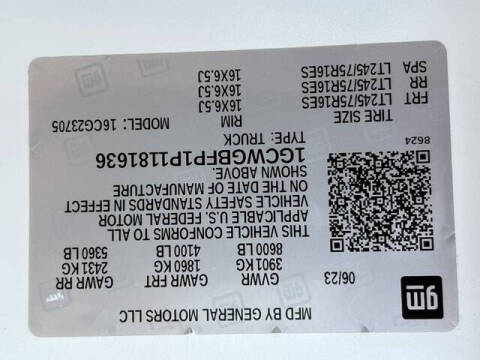 gm
MFD BY GENERAL MOTORS LLC
06/23
GVWR GAWR FRT GAWR RR
3901 KG 1860 KG 2431 KG
8600 LB 4100 LB 5360 LB
THIS VEHICLE CONFORMS TO ALL
APPLICABLE U.S. FEDERAL MOTOR
VEHICLE SAFETY STANDARDS IN EFFECT
ON THE DATE OF MANUFACTURE
SHOWN ABOVE.
1GCWGBFP1P1181636
8624
TYPE: TRUCK
MODEL: 16CG23705
TIRE SIZE RIM
FRT LT245/75R16ES 16X6.5J
RR LT245/75R16ES 16X6.5J
SPA LT245/75R16ES 16X6.5J